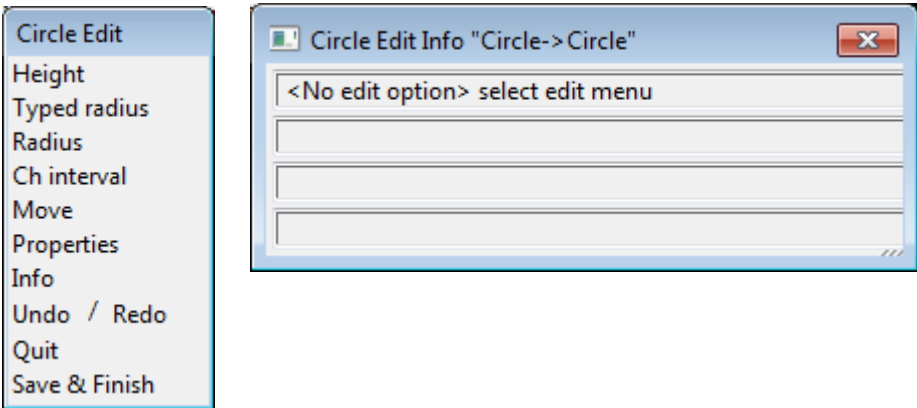 Circle Edit
Height
Typed radius
Radius
Ch interval
Move
Properties
Info
Undo / Redo
Quit
Save & Finish
Circle Edit Info "Circle->Circle"
<No edit option> select edit menu